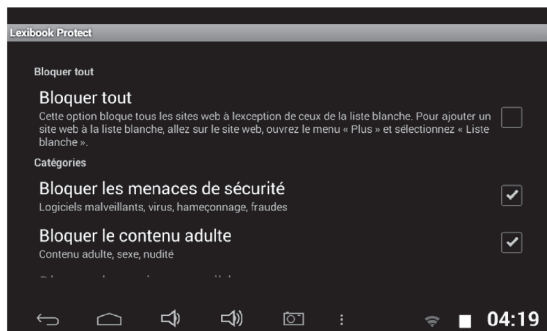 Lexibook Protect
Bloquer tout
Bloquer tout
Cette option bloque tous les sites web à lexception de ceux de la liste blanche. Pour ajouter un
site web à la liste blanche, allez sur le site web, ouvrez le menu « Plus » et sélectionnez « Liste
blanche ».
Catégories
Bloquer les menaces de sécurité
Logiciels malveillants, virus, hameçonnage, fraudes
Bloquer le contenu adulte
Contenu adulte, sexe, nudité
04:19